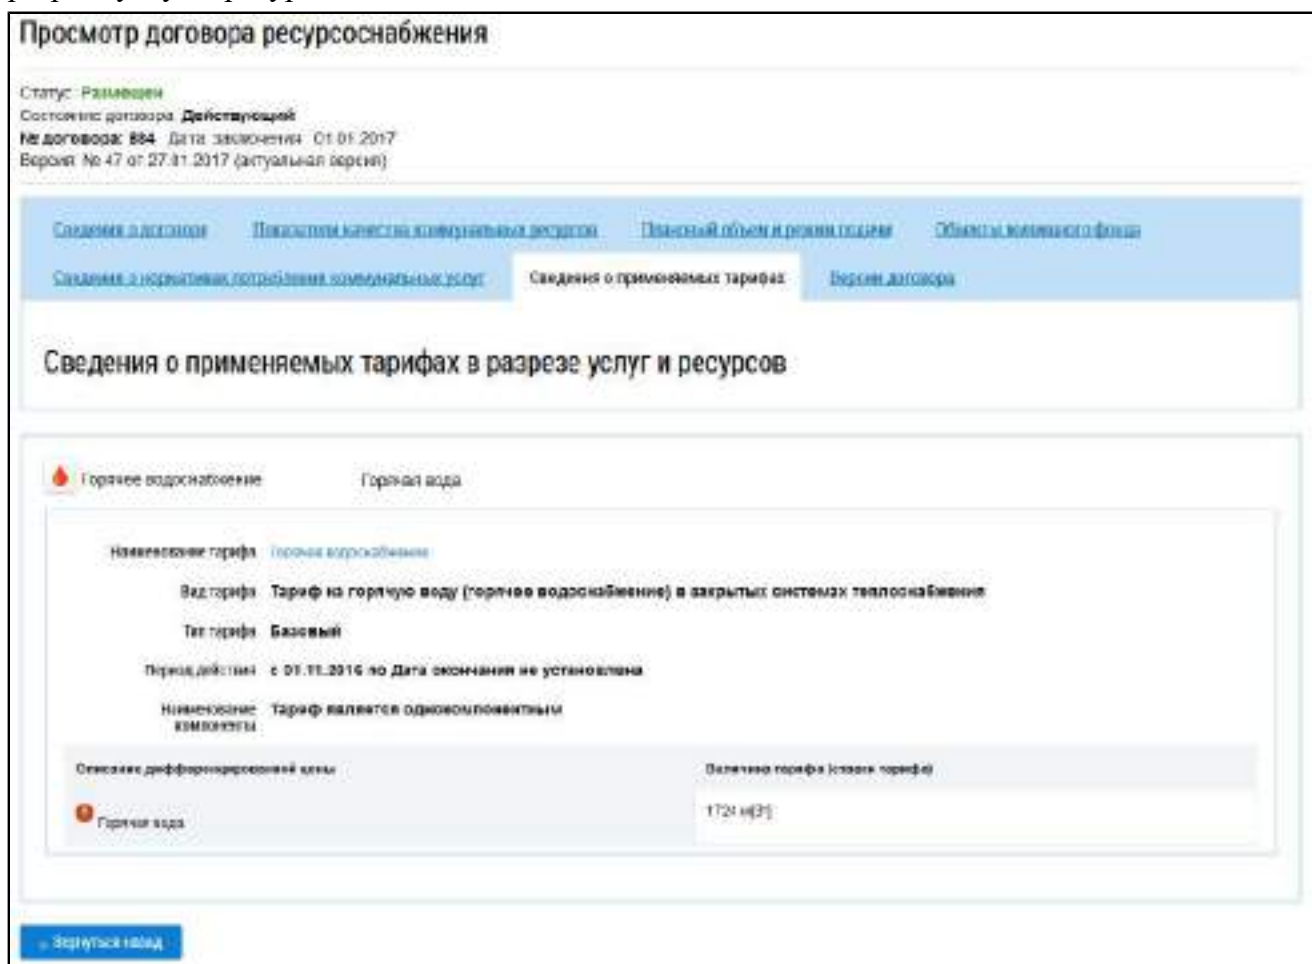 Просмотр договора ресурсоснабжения
Статус Размещен
Состояние договора Действующий
№ договора: 884 Дата заключения 01.01.2017
Версия № 47 от 27.01.2017 (актуальная версия)
Сведения о договоре Показатели качества коммунальных ресурсов Плановый объем и режим подачи Объекты жилищного фонда
Сведения о нормативах потребления коммунальных услуг Сведения о применяемых тарифах Версии договора
Сведения о применяемых тарифах в разрезе услуг и ресурсов
Горячее водоснабжение Горячая вода
Наименование тарифа Горячее водоснабжение
Вид тарифа Тариф на горячую воду (горячее водоснабжение) в закрытых системах теплоснабжения
Тип тарифа Базовый
Период действия с 01.11.2016 по Дата окончания не установлена
Наименование Тариф является однокомпонентным
компонента
Описание дифференцированной цены Величина тарифа (ставка тарифа)
Горячая вода
Вернуться назад